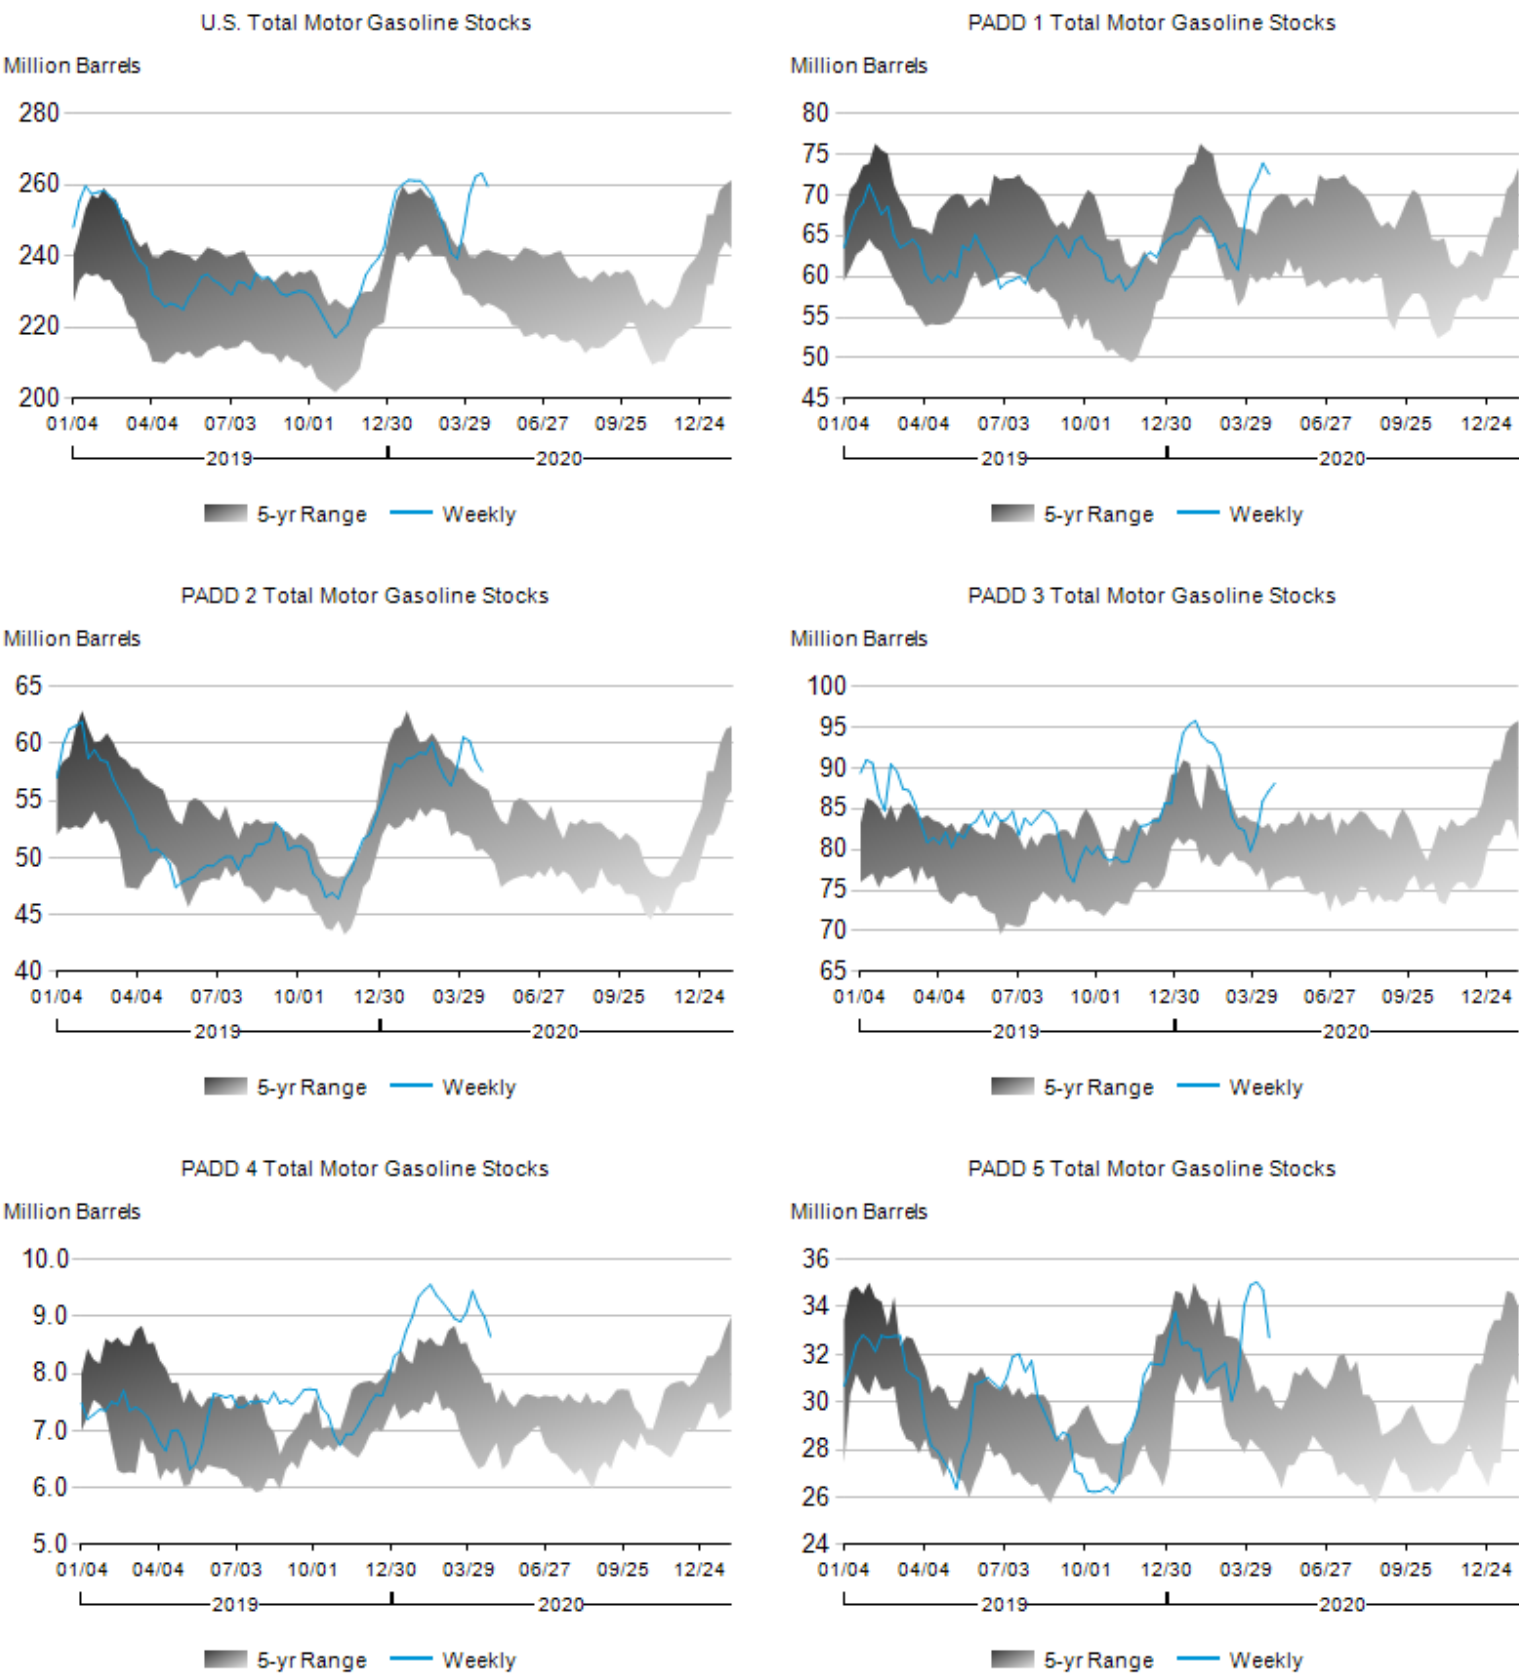 U.S. Total Motor Gasoline Stocks
Million Barrels
280
260
240
220
200
01/04 04/04 07/03 10/01 12/30 03/29 06/27 09/25 12/24
2019 2020
5-yr Range Weekly
PADD 1 Total Motor Gasoline Stocks
Million Barrels
80
75
70
65
60
55
50
45
01/04 04/04 07/03 10/01 12/30 03/29 06/27 09/25 12/24
2019 2020
5-yr Range Weekly
PADD 2 Total Motor Gasoline Stocks
Million Barrels
65
60
55
50
45
40
01/04 04/04 07/03 10/01 12/30 03/29 06/27 09/25 12/24
2019 2020
5-yr Range Weekly
PADD 3 Total Motor Gasoline Stocks
Million Barrels
100
95
90
85
80
75
70
65
01/04 04/04 07/03 10/01 12/30 03/29 06/27 09/25 12/24
2019 2020
5-yr Range Weekly
PADD 4 Total Motor Gasoline Stocks
Million Barrels
10.0
9.0
8.0
7.0
6.0
5.0
01/04 04/04 07/03 10/01 12/30 03/29 06/27 09/25 12/24
2019 2020
5-yr Range Weekly
PADD 5 Total Motor Gasoline Stocks
Million Barrels
36
34
32
30
28
26
24
01/04 04/04 07/03 10/01 12/30 03/29 06/27 09/25 12/24
2019 2020
5-yr Range Weekly